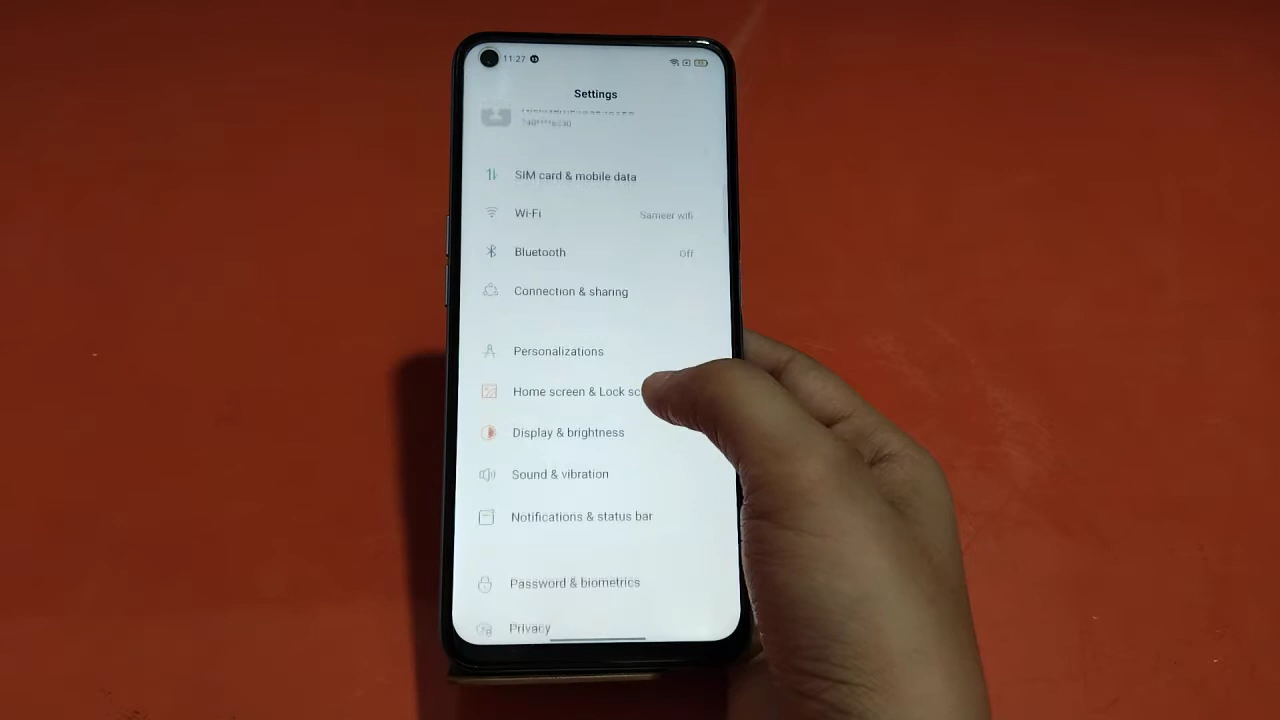 11:27
Settings
SIM card & mobile data
Wi-Fi
Sameer wifi
Bluetooth
Off
Connection & sharing
Personalizations
Home screen & Lock
Display & brightness
Sound & vibration
Notifications & status bar
Password & biometrics
Privacy